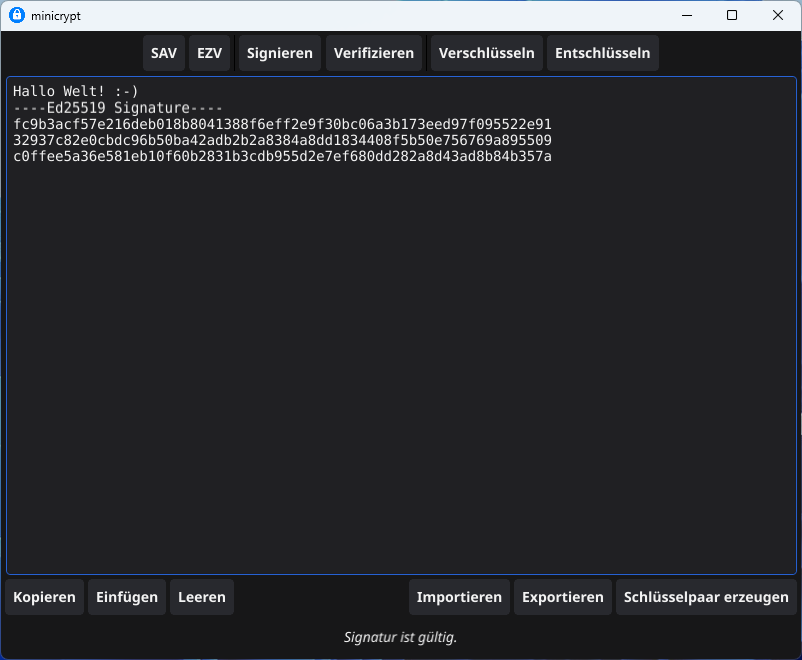 minicrypt
SAV EZV Signieren Verifizieren Verschlüsseln Entschlüsseln
Hallo Welt! :-)
----Ed25519 Signature----
fc9b3acf57e216deb018b8041388f6eff2e9f30bc06a3b173eed97f095522e91
32937c82e0cbdc96b50ba42adb2b2a8384a8dd1834408f5b50e756769a895509
c0ffee5a36e581eb10f60b2831b3cdb955d2e7ef680dd282a8d43ad8b84b357a
Kopieren Einfügen Leeren Importieren Exportieren Schlüsselpaar erzeugen
Signatur ist gültig.